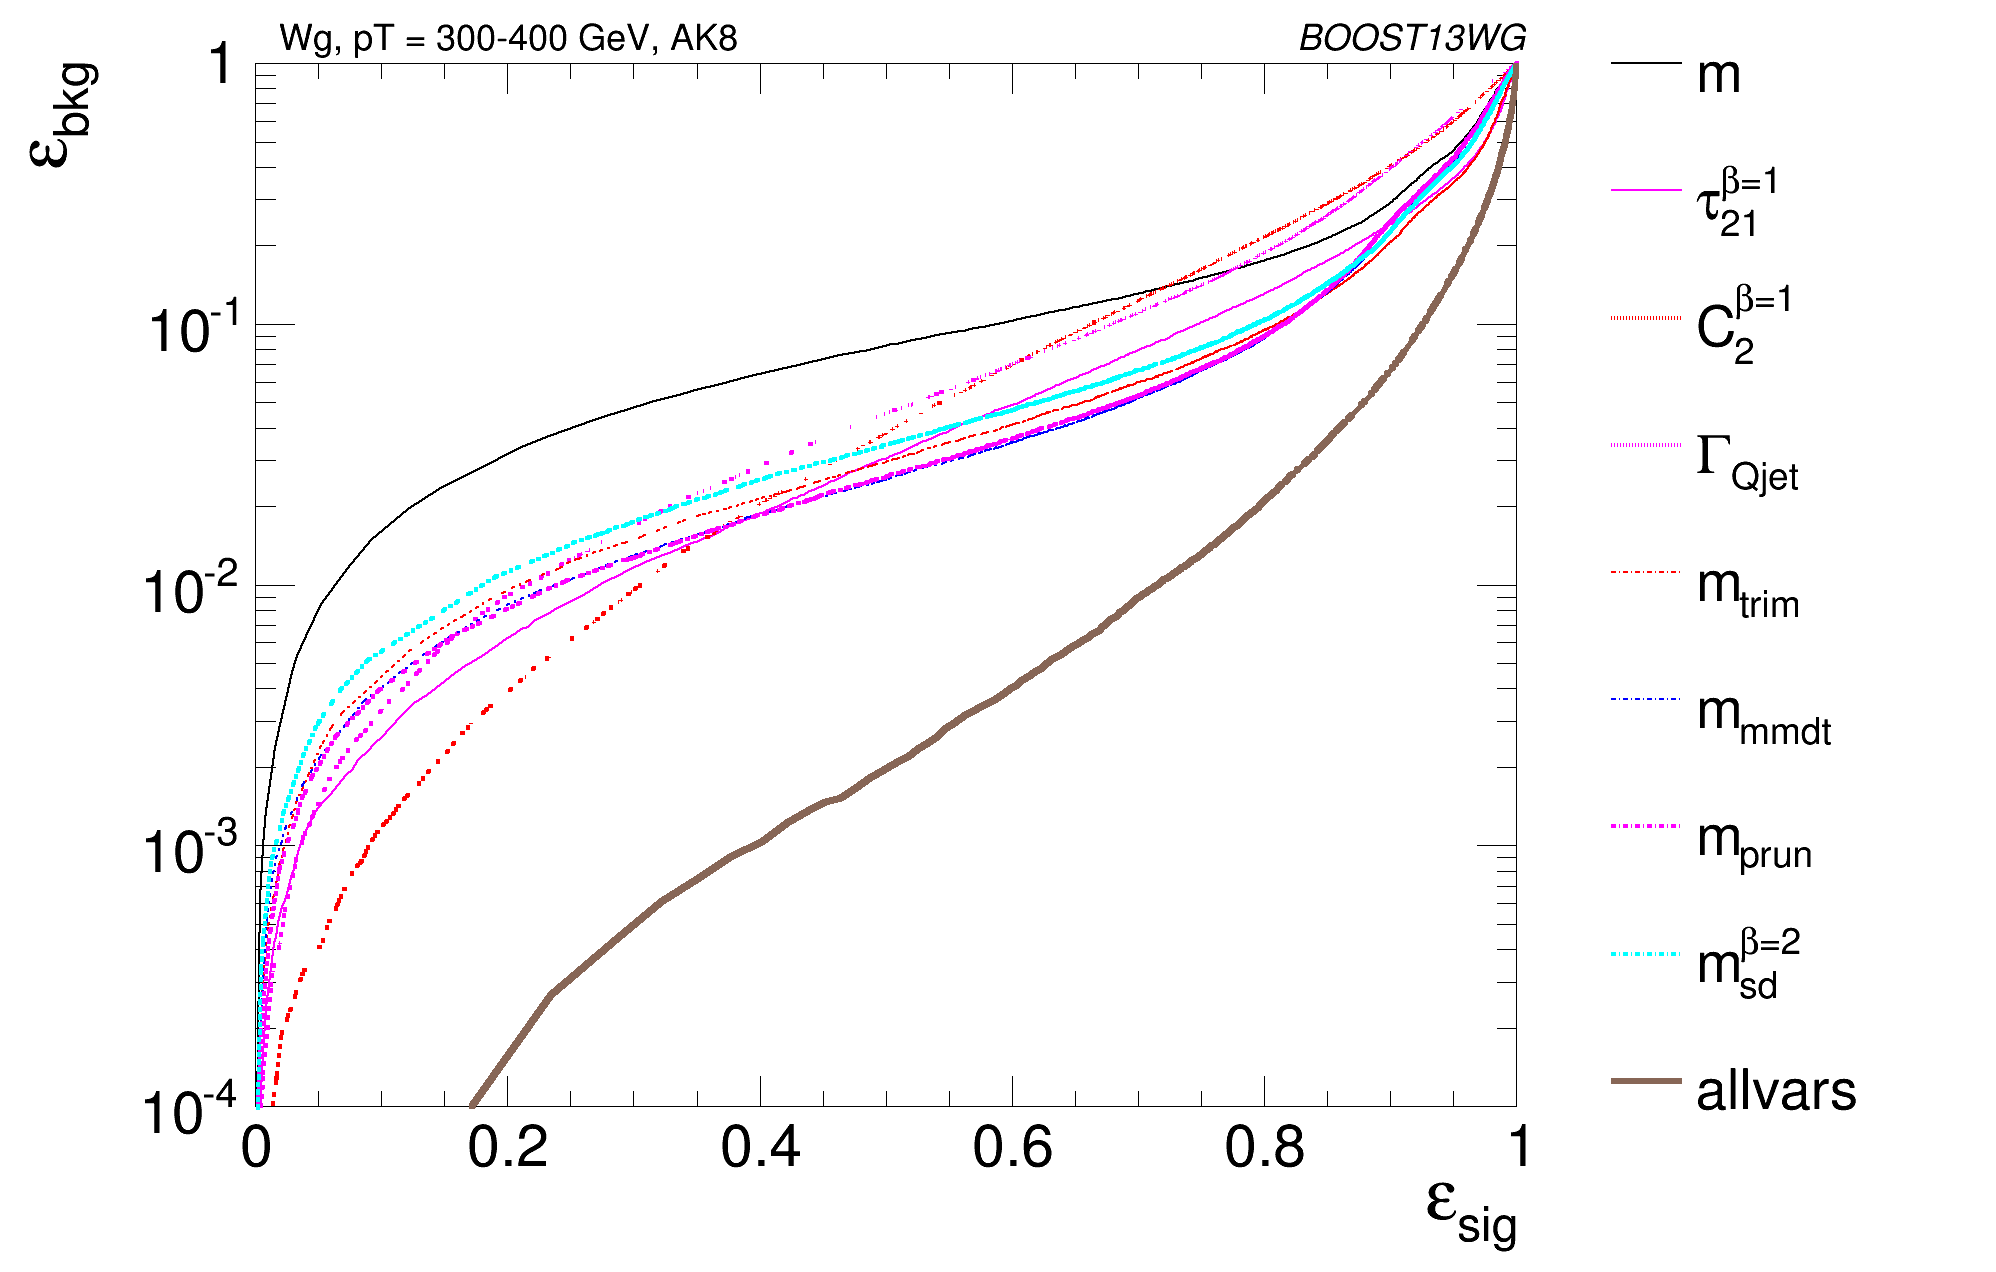 Wg, pT = 300-400 GeV, AK8
BOOST13WG
ε_bkg
1
10^-1
10^-2
10^-3
10^-4
0 0.2 0.4 0.6 0.8 1
ε_sig
m
τ_21^β=1
C_2^β=1
Γ_Qjet
m_trim
m_mmdt
m_prun
m_sd^β=2
allvars